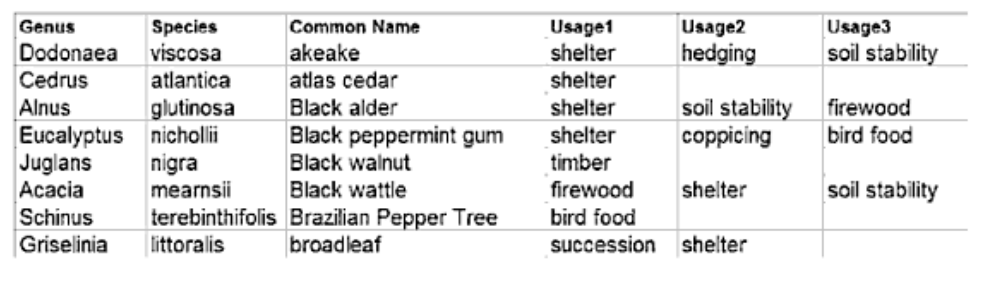 Genus Species Common Name Usage1 Usage2 Usage3
Dodonaea viscosa akeake shelter hedging soil stability
Cedrus atlantica atlas cedar shelter
Alnus glutinosa Black alder shelter soil stability firewood
Eucalyptus nichollii Black peppermint gum shelter coppicing bird food
Juglans nigra Black walnut timber
Acacia mearnsii Black wattle firewood shelter soil stability
Schinus terebinthifolis Brazilian Pepper Tree bird food
Griselinia littoralis broadleaf succession shelter